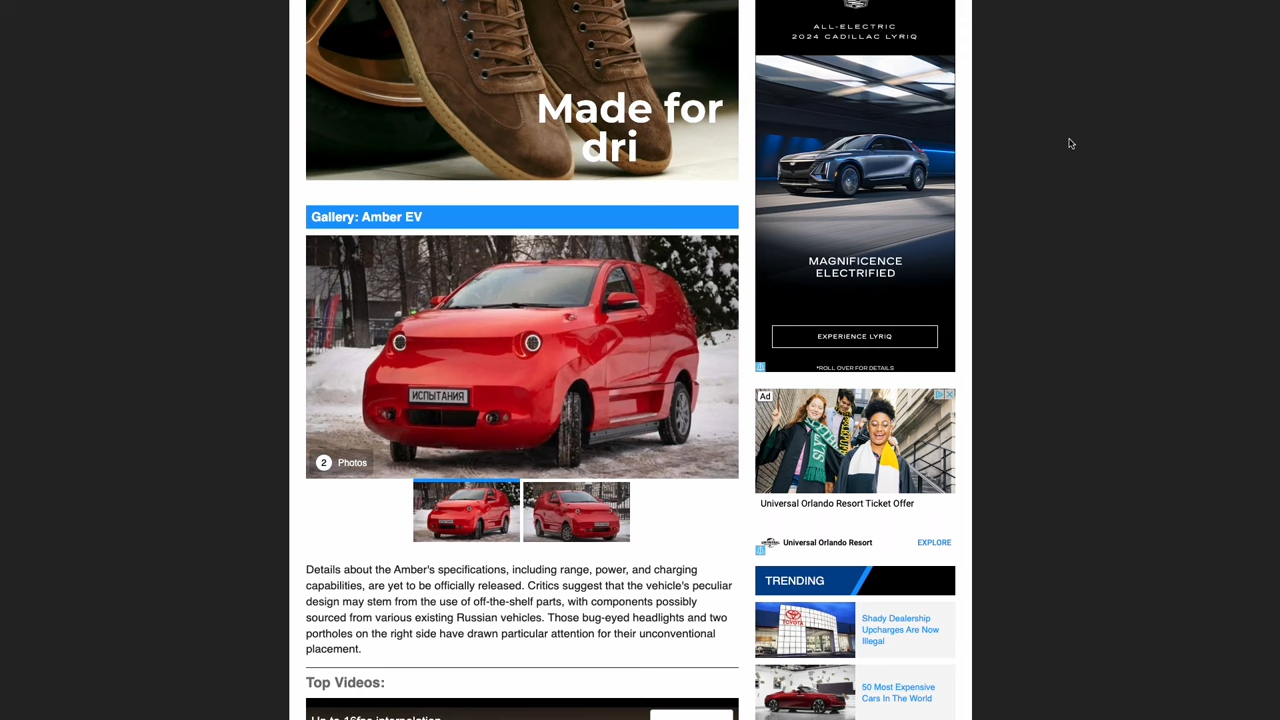 Made for
dri
Gallery: Amber EV
ИСПЫТАНИЯ
2 Photos
Details about the Amber's specifications, including range, power, and charging
capabilities, are yet to be officially released. Critics suggest that the vehicle's peculiar
design may stem from the use of off-the-shelf parts, with components possibly
sourced from various existing Russian vehicles. Those bug-eyed headlights and two
portholes on the right side have drawn particular attention for their unconventional
placement.
Top Videos:
ALL-ELECTRIC
2024 CADILLAC LYRIQ
MAGNIFICENCE
ELECTRIFIED
EXPERIENCE LYRIQ
*ROLL OVER FOR DETAILS
Ad
Universal Orlando Resort Ticket Offer
Universal Orlando Resort
EXPLORE
TRENDING
TOYOTA
Shady Dealership
Upcharges Are Now
Illegal
50 Most Expensive
Cars In The World